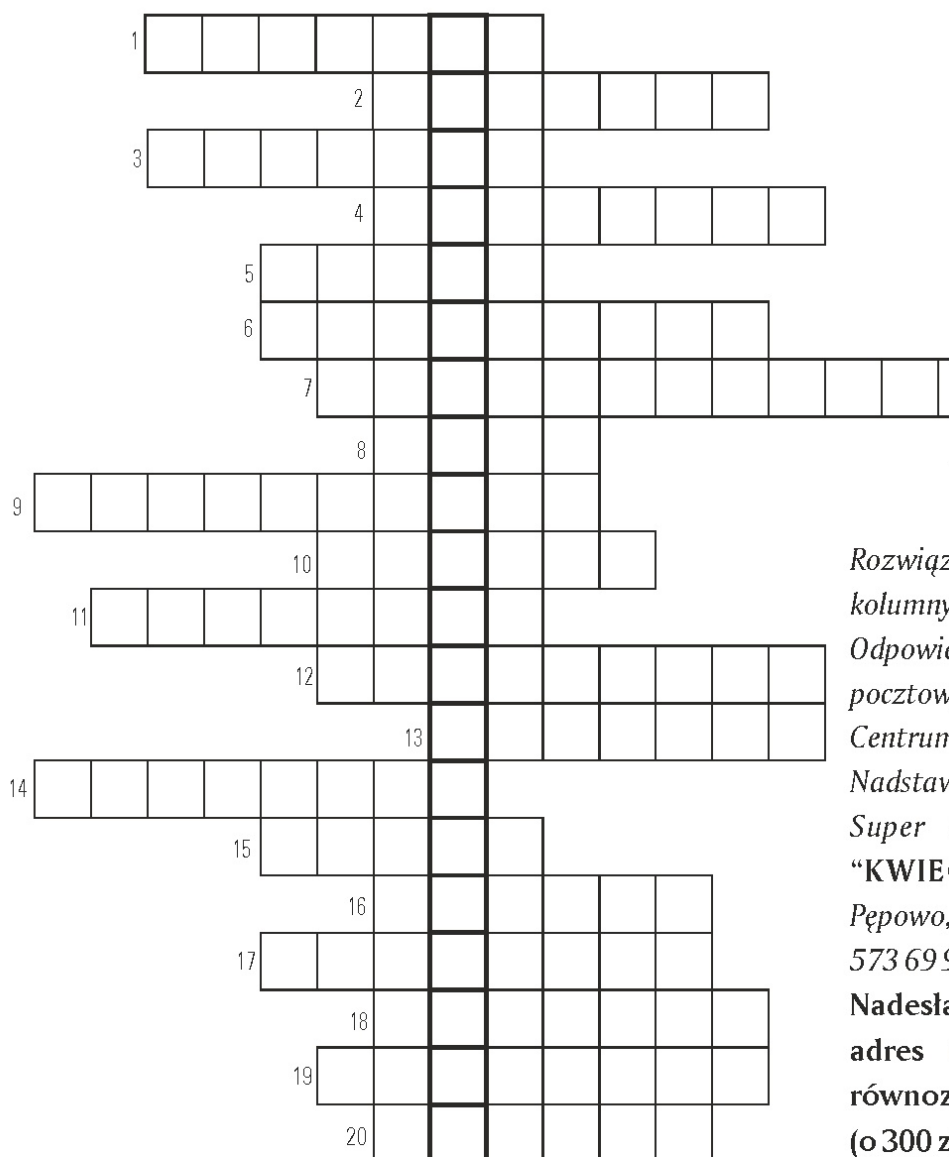 1
2
3
4
5
6
7
8
9
10
11
12
13
14
15
16
17
18
19
20
Rozwiąz
kolumny
Odpowie
pocztow
Centrum
Nadstaw
Super
“KWIE
Pępowo,
573 69 9
Nadesła
adres
równoz
(o 300 z